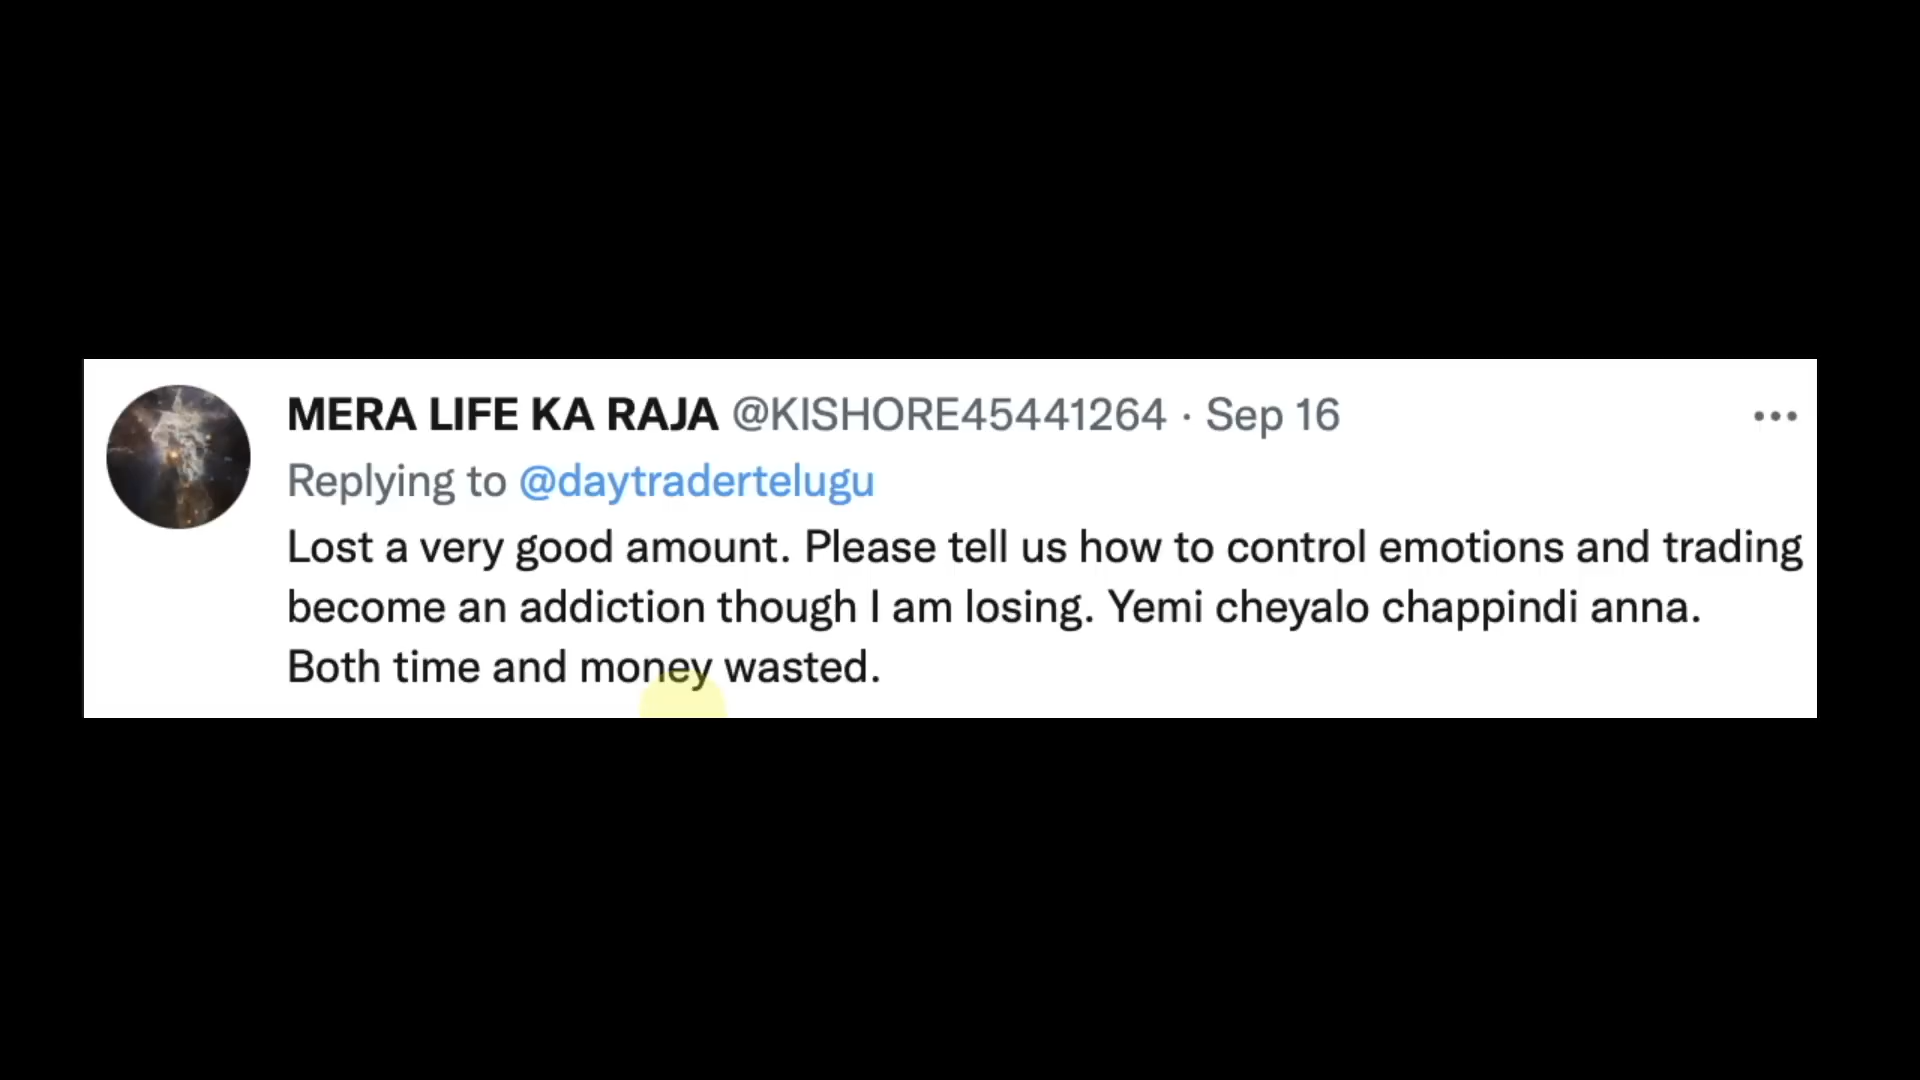 MERA LIFE KA RAJA @KISHORE45441264 · Sep 16
Replying to @daytradertelugu
Lost a very good amount. Please tell us how to control emotions and trading
become an addiction though I am losing. Yemi cheyalo chappindi anna.
Both time and money wasted.